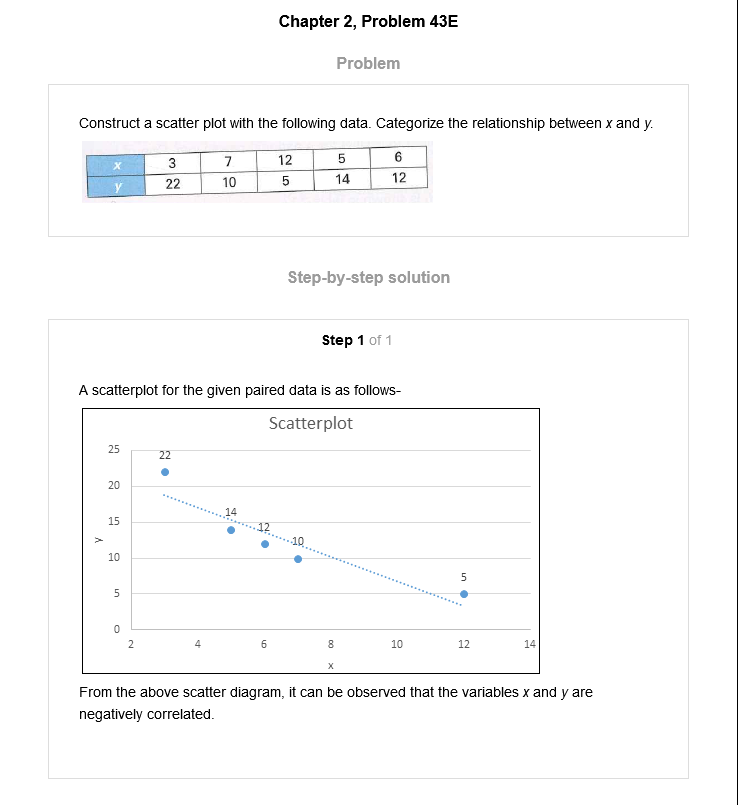 Chapter 2, Problem 43E
Problem
Construct a scatter plot with the following data. Categorize the relationship between x and y.
x 3 7 12 5 6
y 22 10 5 14 12
Step-by-step solution
Step 1 of 1
A scatterplot for the given paired data is as follows-
Scatterplot
25
20
15
10
5
0
y
22
14
12
10
5
2 4 6 8 10 12 14
x
From the above scatter diagram, it can be observed that the variables x and y are
negatively correlated.